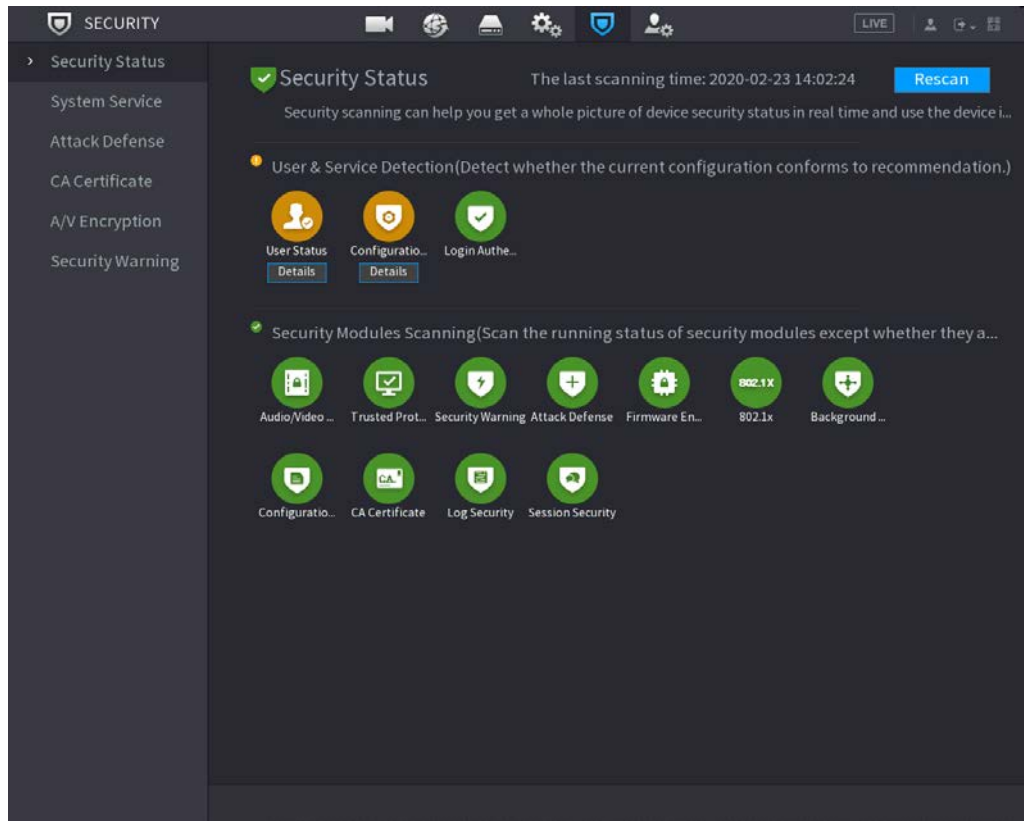 SECURITY
LIVE
Security Status
System Service
Attack Defense
CA Certificate
A/V Encryption
Security Warning
Security Status The last scanning time: 2020-02-23 14:02:24 Rescan
Security scanning can help you get a whole picture of device security status in real time and use the device i...
User & Service Detection(Detect whether the current configuration conforms to recommendation.)
User Status Configuratio... Login Authe...
Details Details
Security Modules Scanning(Scan the running status of security modules except whether they a...
802.1X
Audio/Video ... Trusted Prot... Security Warning Attack Defense Firmware En... 802.1x Background ...
CA.
Configuratio... CA Certificate Log Security Session Security